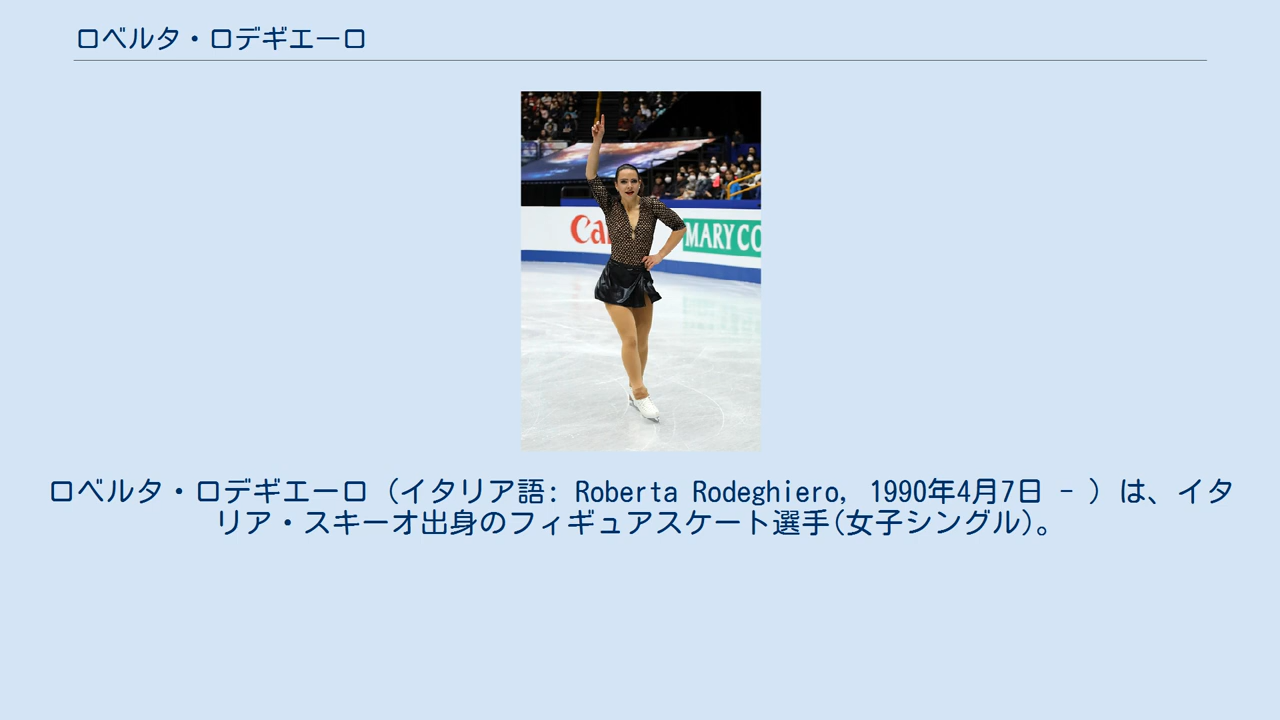 ロベルタ・ロデギエーロ
Ca
MARY CO
ロベルタ・ロデギエーロ (イタリア語: Roberta Rodeghiero, 1990年4月7日 - ) は、イタ
リア・スキーオ出身のフィギュアスケート選手(女子シングル)。